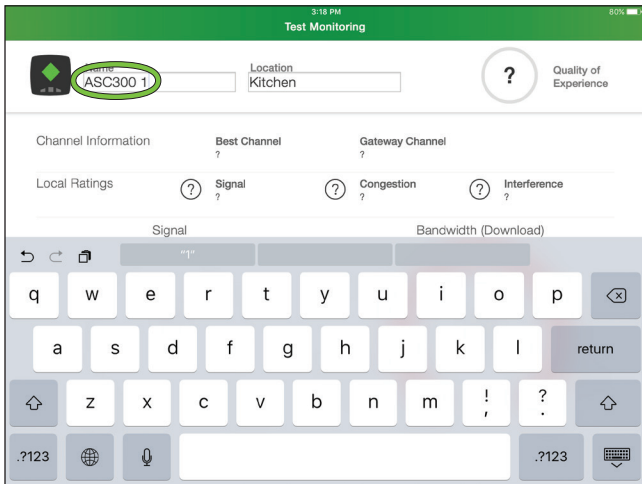 3:18 PM
80%
Test Monitoring
Name
Location
ASC300 1
Kitchen
?
Quality of
Experience
Channel Information
Best Channel
Gateway Channel
?
?
Local Ratings
?
Signal
?
Congestion
?
Interference
?
?
?
Signal
Bandwidth (Download)
"1"
q w e r t y u i o p
a s d f g h j k l return
z x c v b n m ! , ? .
.?123 .?123